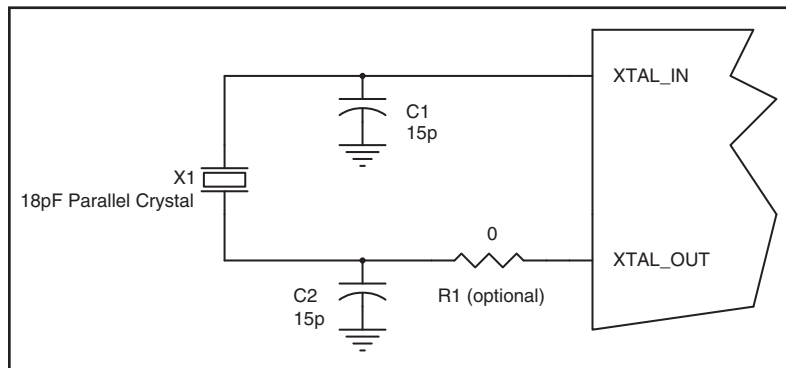 XTAL_IN
C1
15p
X1
18pF Parallel Crystal
0
XTAL_OUT
R1 (optional)
C2
15p